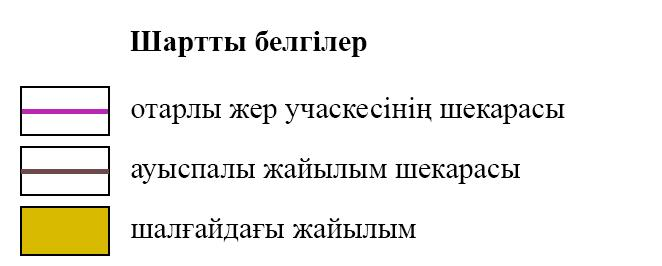 Шартты белгілер
отарлы жер учаскесінің шекарасы
ауыспалы жайылым шекарасы
шалғайдағы жайылым